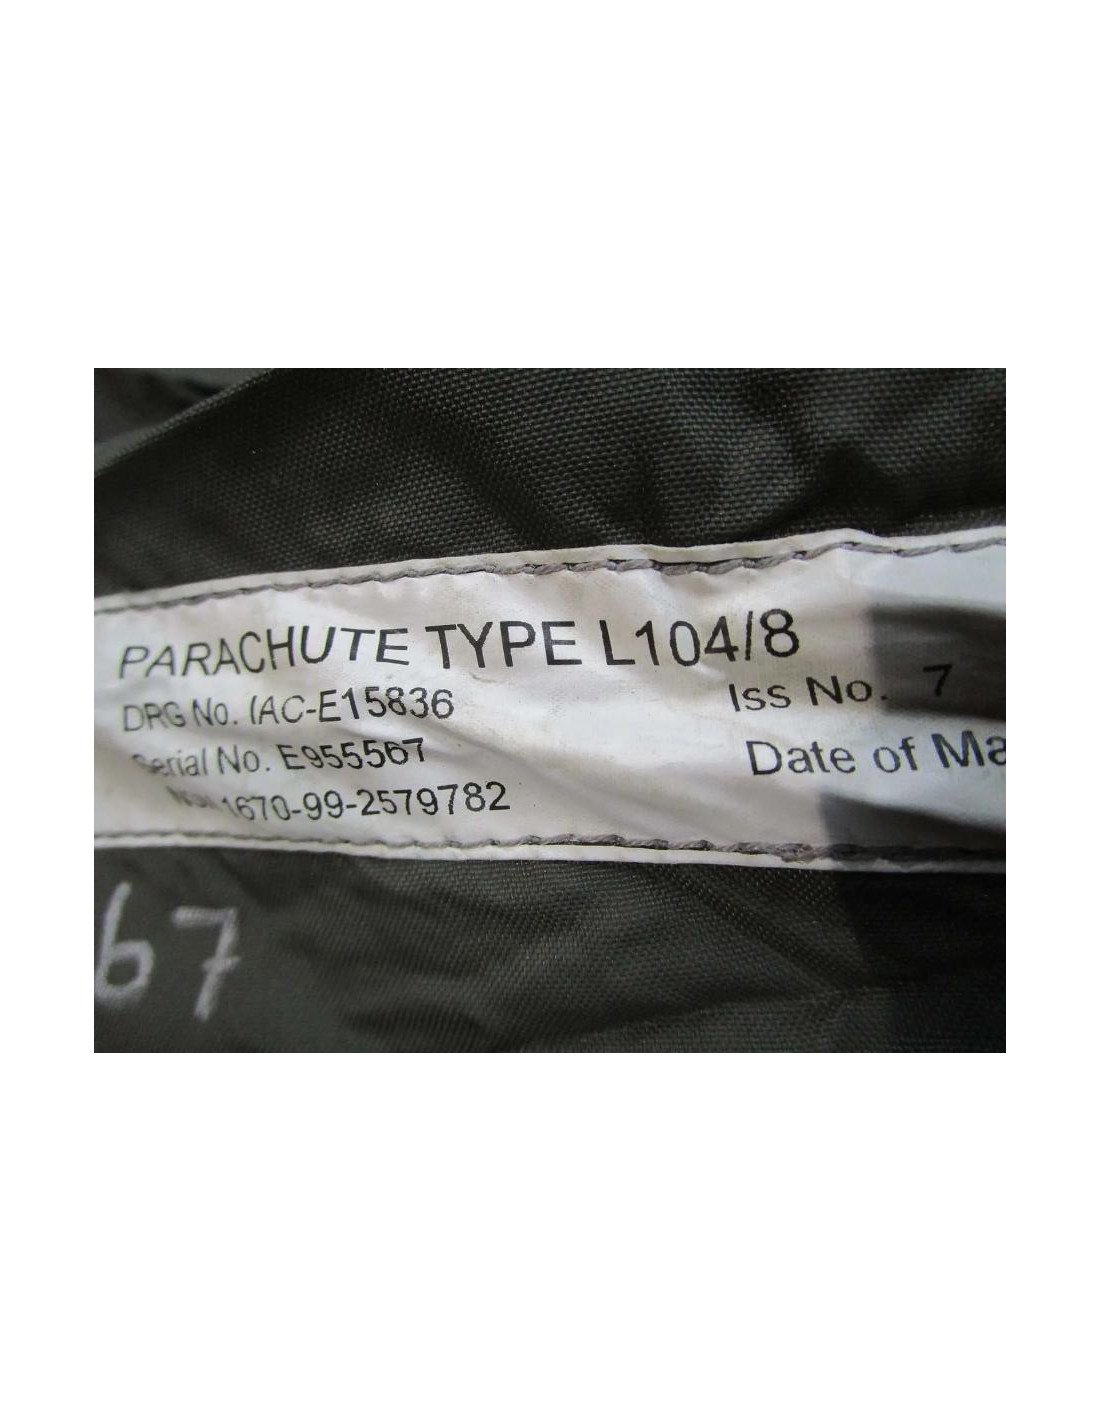 PARACHUTE TYPE L104/8
DRG No. IAC-E15836 Iss No. 7
Serial No. E955567 Date of Ma
1670-99-2579782
67